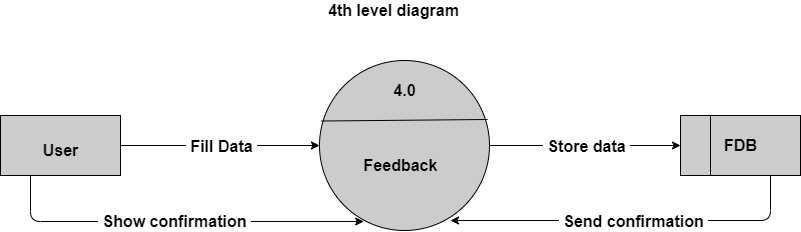 4th level diagram
4.0
User
Fill Data
Feedback
Store data
FDB
Show confirmation
Send confirmation